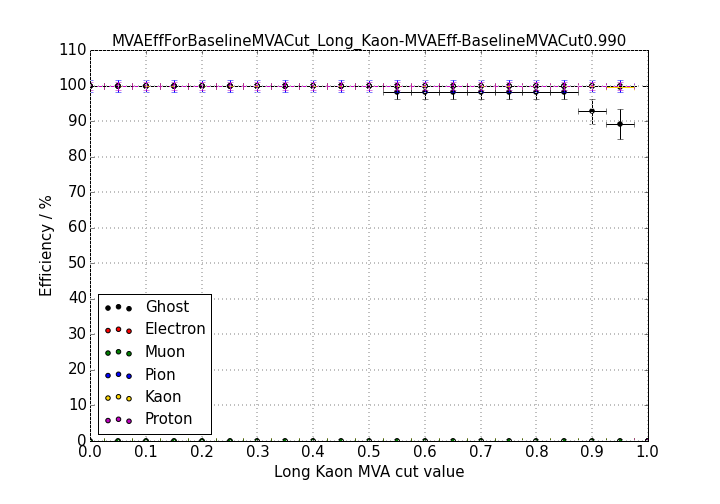 MVAEffForBaselineMVACut_Long_Kaon-MVAEff-BaselineMVACut0.990
110
100
90
80
70
60
50
40
30
20
10
0
Efficiency / %
Ghost
Electron
Muon
Pion
Kaon
Proton
0.0 0.1 0.2 0.3 0.4 0.5 0.6 0.7 0.8 0.9 1.0
Long Kaon MVA cut value